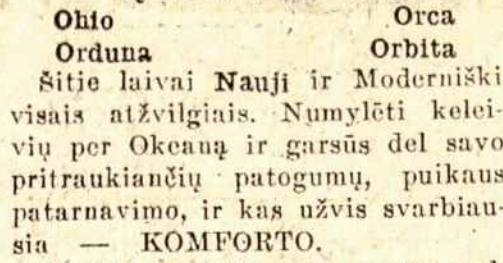 Ohio Orca
Orduna Orbita
Šitie laivai Nauji ir Moderniški
visais atžvilgiais. Numylėti kelei-
vių per Okeaną ir garsūs del savo
pritraukiančių patogumų, puikaus
patarnavimo, ir kas užvis svarbiau-
sia — KOMFORTO.